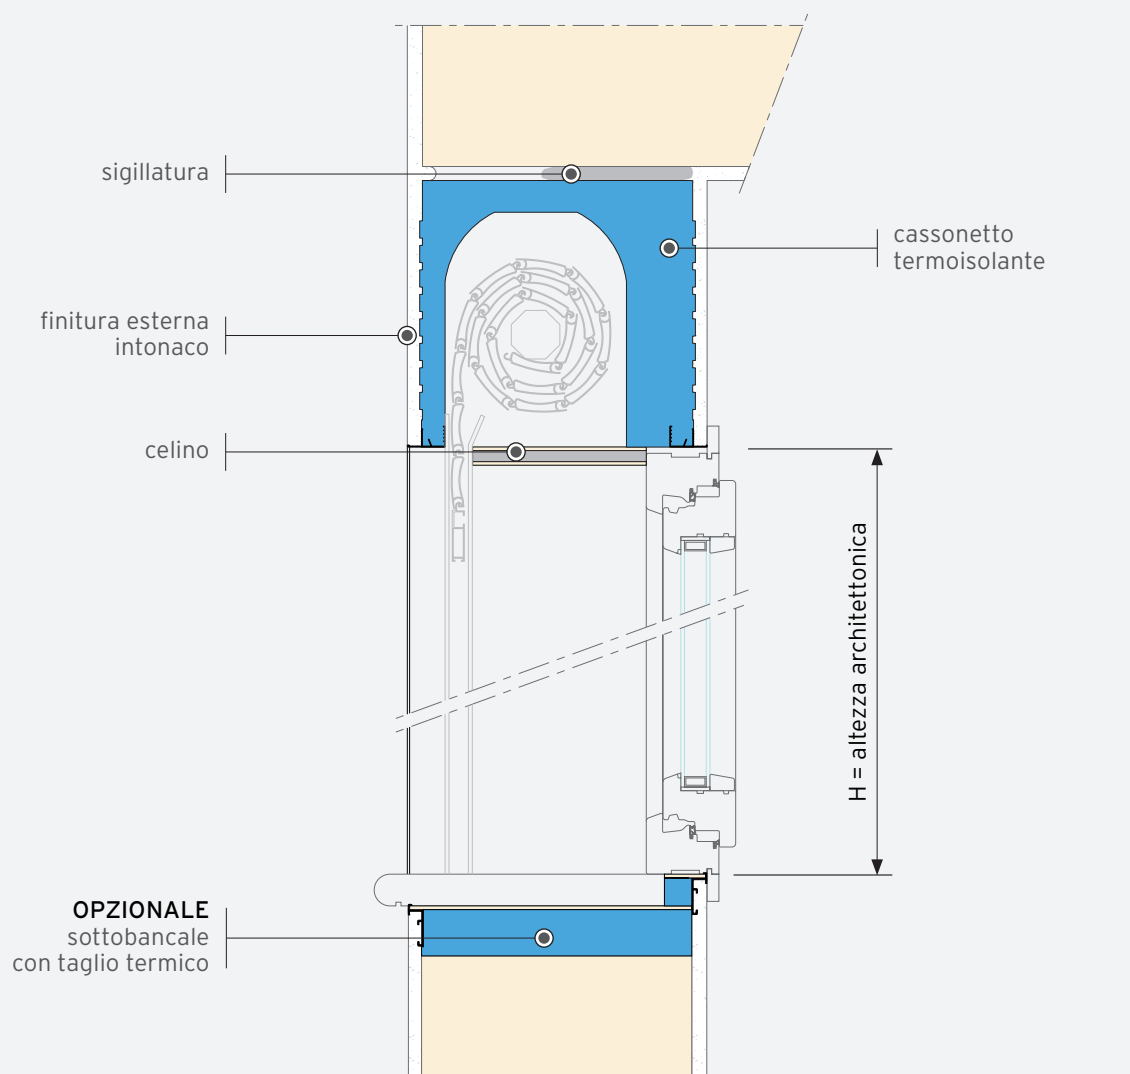 sigillatura
cassonetto
termoisolante
finitura esterna
intonaco
celino
H = altezza architettonica
OPZIONALE
sottobancale
con taglio termico